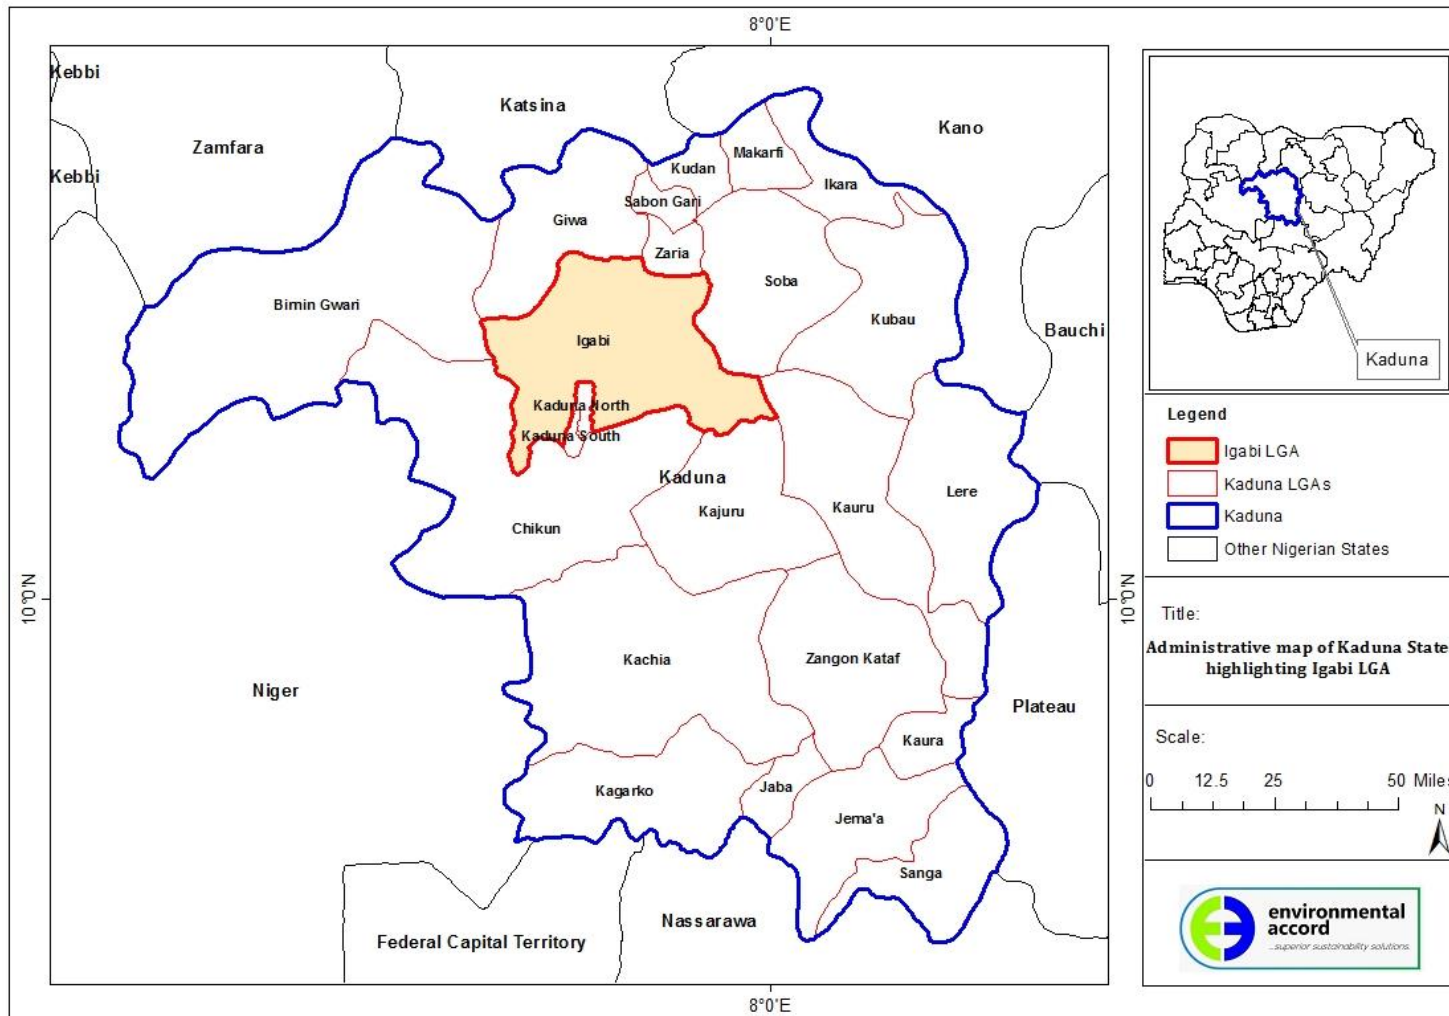 8°0'E
Kebbi
Katsina
Kano
Zamfara
Makarfi
Kudan
Kebbi
Ikara
Sabon Gari
Giwa
Zaria
Soba
Birnin Gwari
Kubau
Bauchi
Igabi
Kaduna North
Kaduna South
Kaduna
Lere
Kajuru
Kauru
Chikun
10°0'N
10°0'N
Kachia
Zangon Kataf
Niger
Plateau
Kaura
Kagarko
Jaba
Jema'a
Sanga
Nassarawa
Federal Capital Territory
8°0'E
Kaduna
Legend
Igabi LGA
Kaduna LGAs
Kaduna
Other Nigerian States
Title:
Administrative map of Kaduna State
highlighting Igabi LGA
Scale:
0 12.5 25 50 Miles
N
environmental
accord
...superior sustainability solutions.